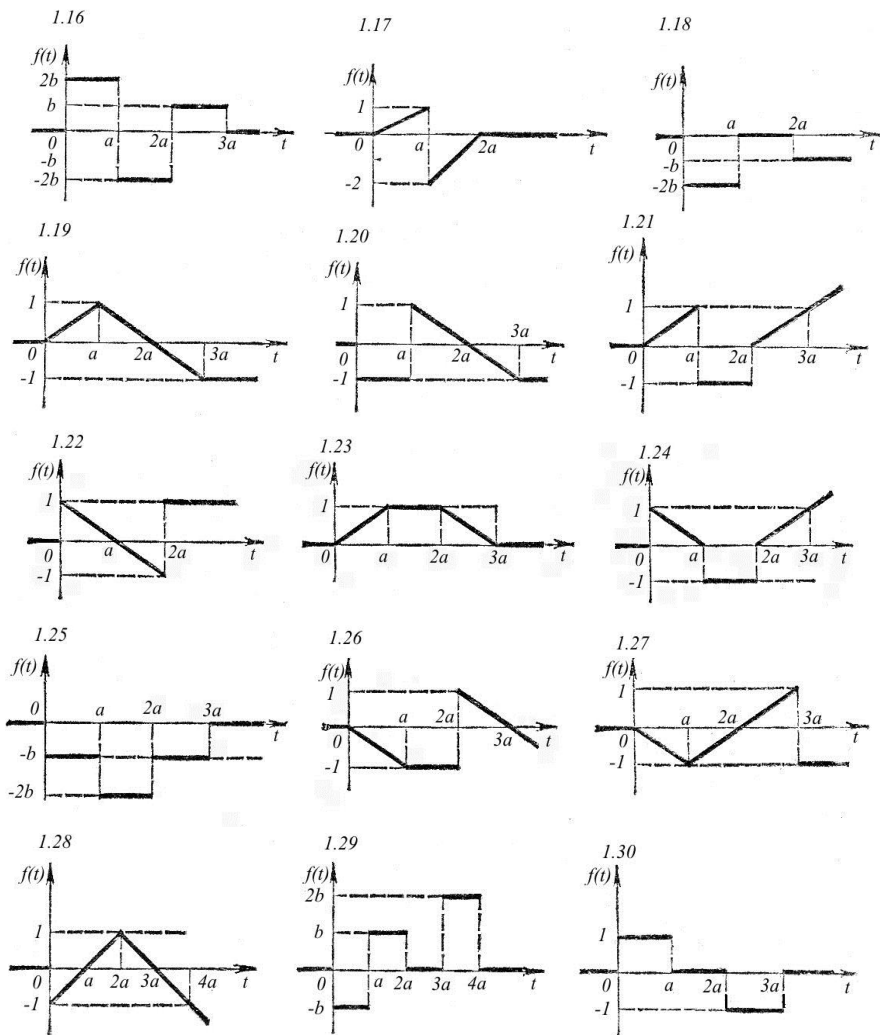 1.16
f(t)
2b
b
0
-b
-2b
a
2a
3a
t
1.17
f(t)
1
0
-2
a
2a
t
1.18
f(t)
0
-b
-2b
a
2a
t
1.19
f(t)
1
0
-1
a
2a
3a
t
1.20
f(t)
1
0
-1
a
2a
3a
t
1.21
f(t)
1
0
-1
a
2a
3a
t
1.22
f(t)
1
0
-1
a
2a
t
1.23
f(t)
1
0
a
2a
3a
t
1.24
f(t)
1
0
-1
a
2a
3a
t
1.25
f(t)
0
-b
-2b
a
2a
3a
t
1.26
f(t)
1
0
-1
a
2a
3a
t
1.27
f(t)
1
0
-1
a
2a
3a
t
1.28
f(t)
1
0
-1
a
2a
3a
4a
t
1.29
f(t)
2b
b
0
-b
a
2a
3a
4a
t
1.30
f(t)
1
0
-1
a
2a
3a
t